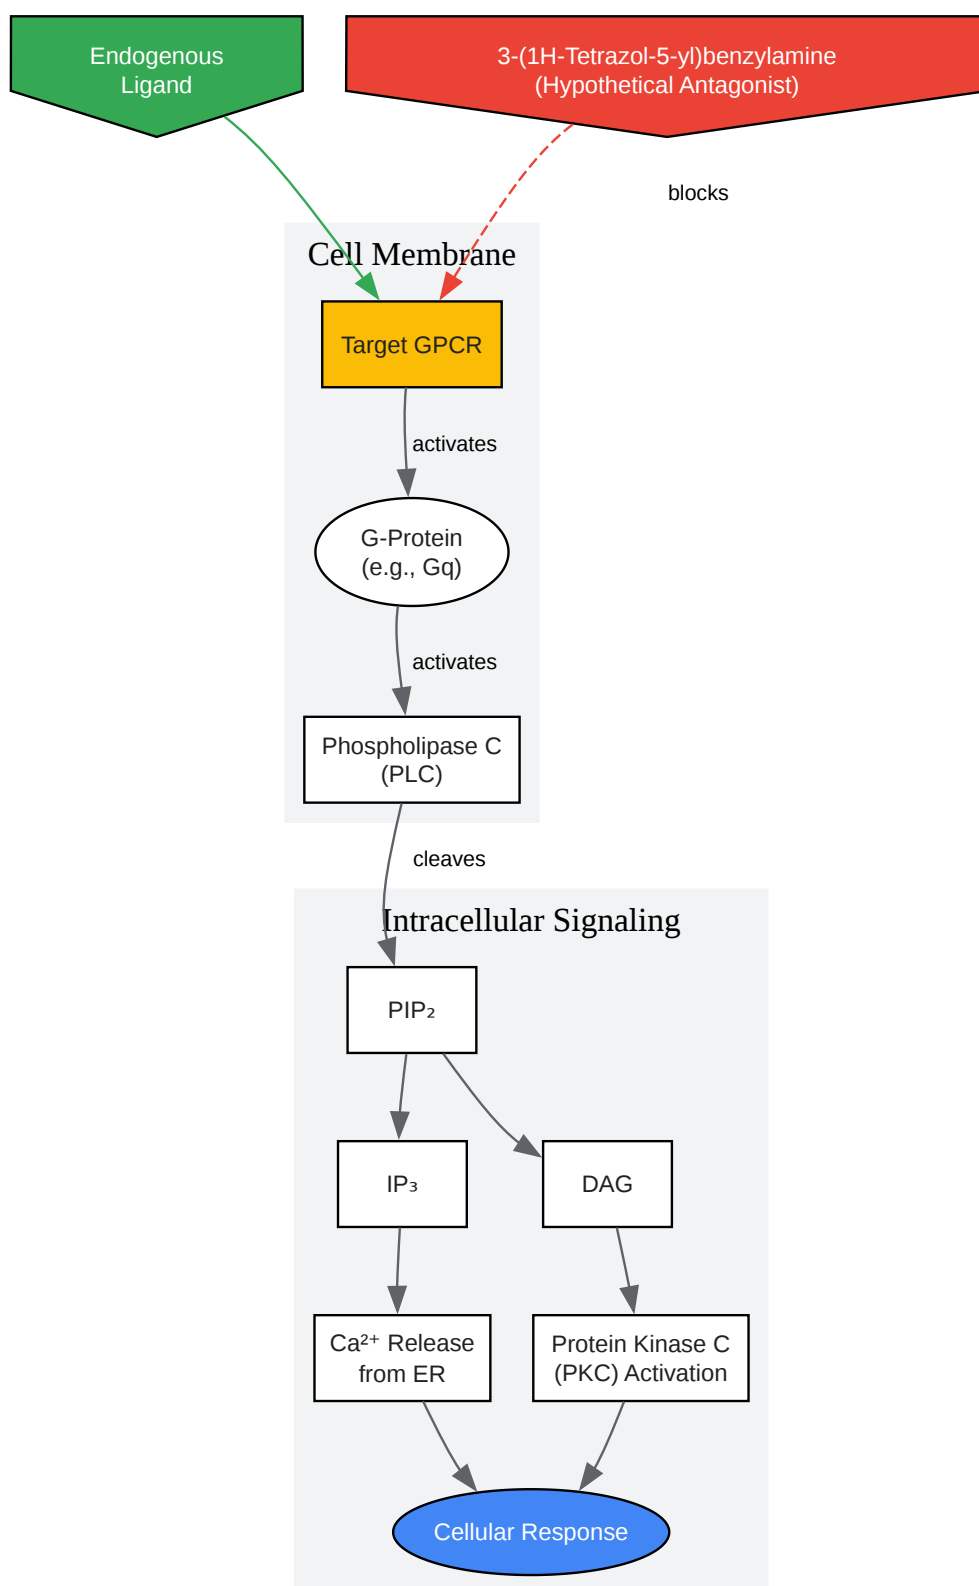 Endogenous
Ligand
3-(1H-Tetrazol-5-yl)benzylamine
(Hypothetical Antagonist)
blocks
Cell Membrane
Target GPCR
activates
G-Protein
(e.g., Gq)
activates
Phospholipase C
(PLC)
cleaves
Intracellular Signaling
PIP₂
IP₃
DAG
Ca²⁺ Release
from ER
Protein Kinase C
(PKC) Activation
Cellular Response